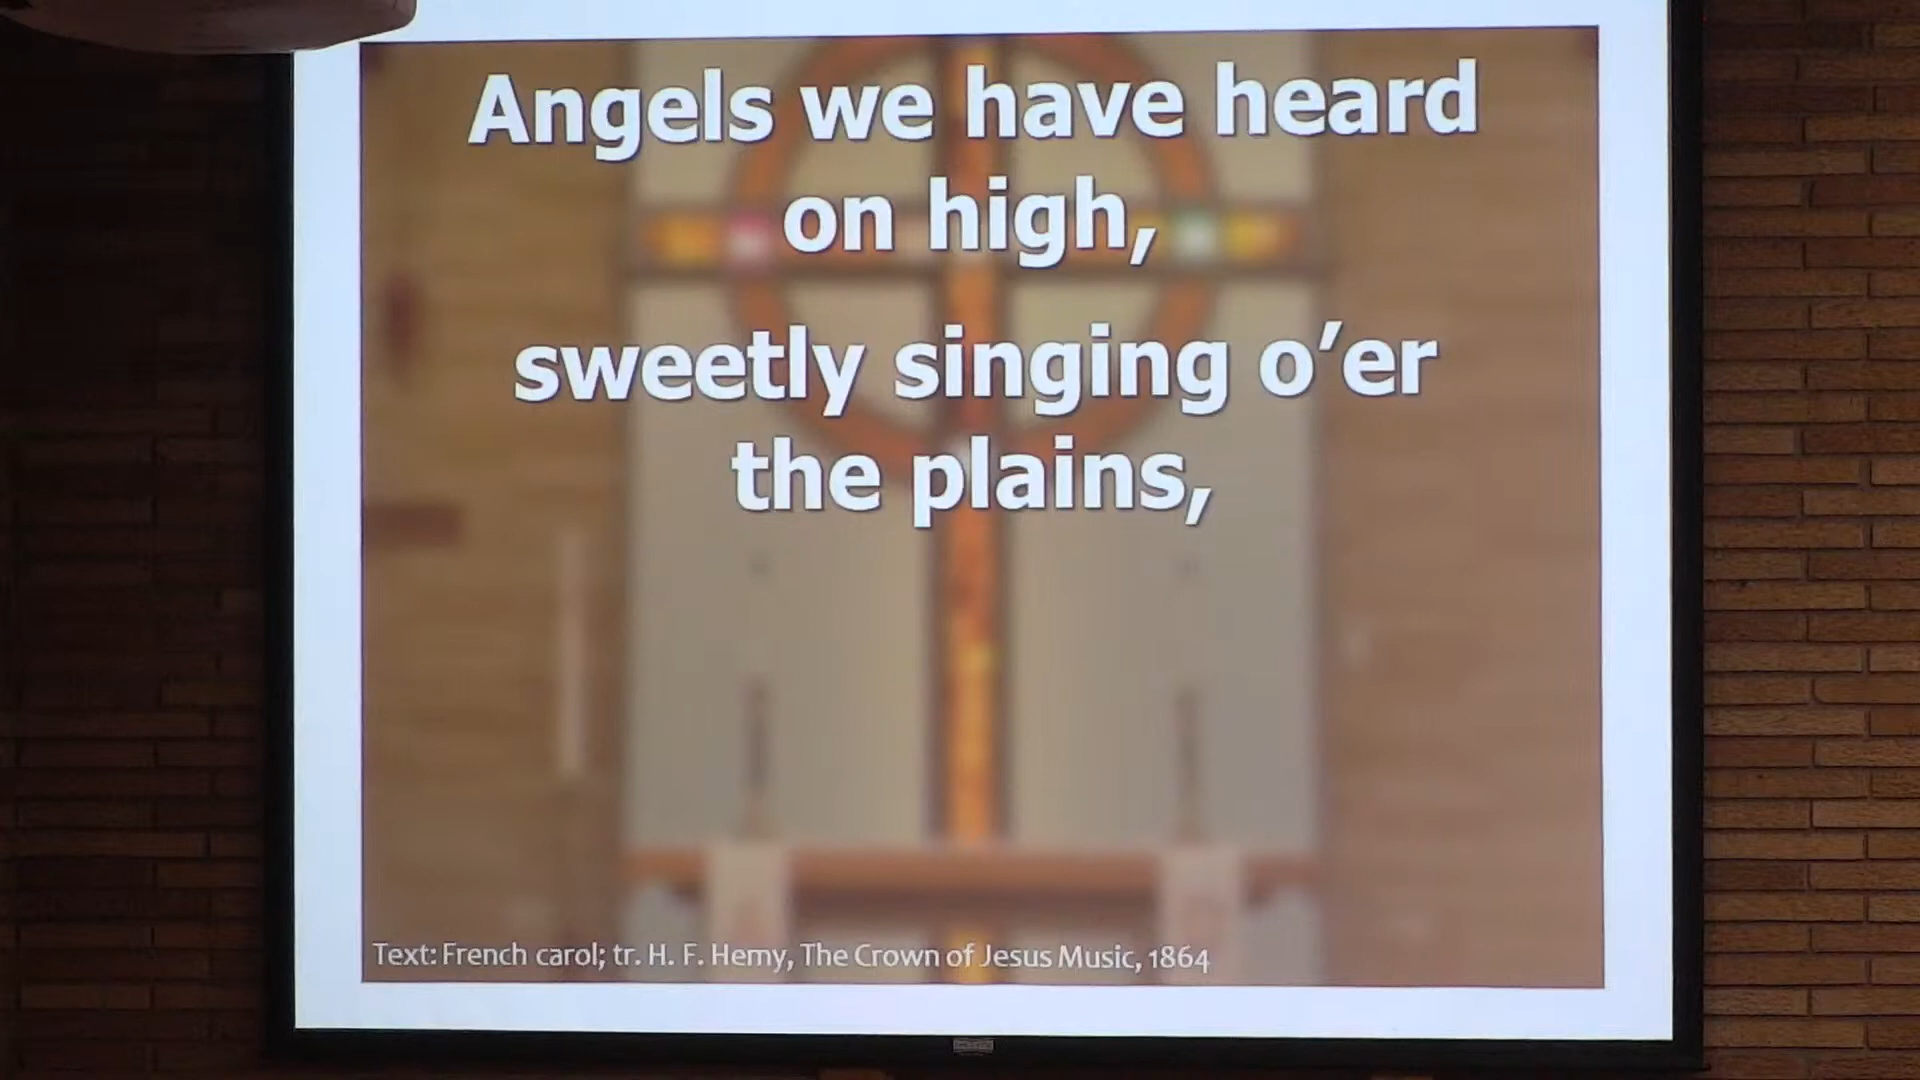 Angels we have heard
on high,
sweetly singing o’er
the plains,
Text: French carol; tr. H. F. Hemy, The Crown of Jesus Music, 1864